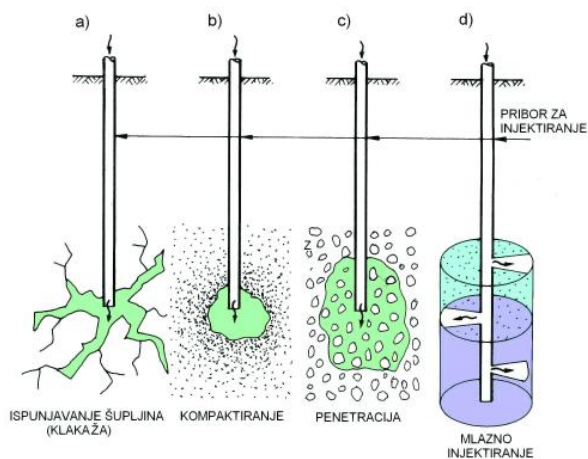 a)
b)
c)
d)
PRIBOR ZA
INJEKTIRANJE
Z
ISPUNJAVANJE ŠUPLJINA
(KLAKAŽA)
KOMPAKTIRANJE
PENETRACIJA
MLAZNO
INJEKTIRANJE